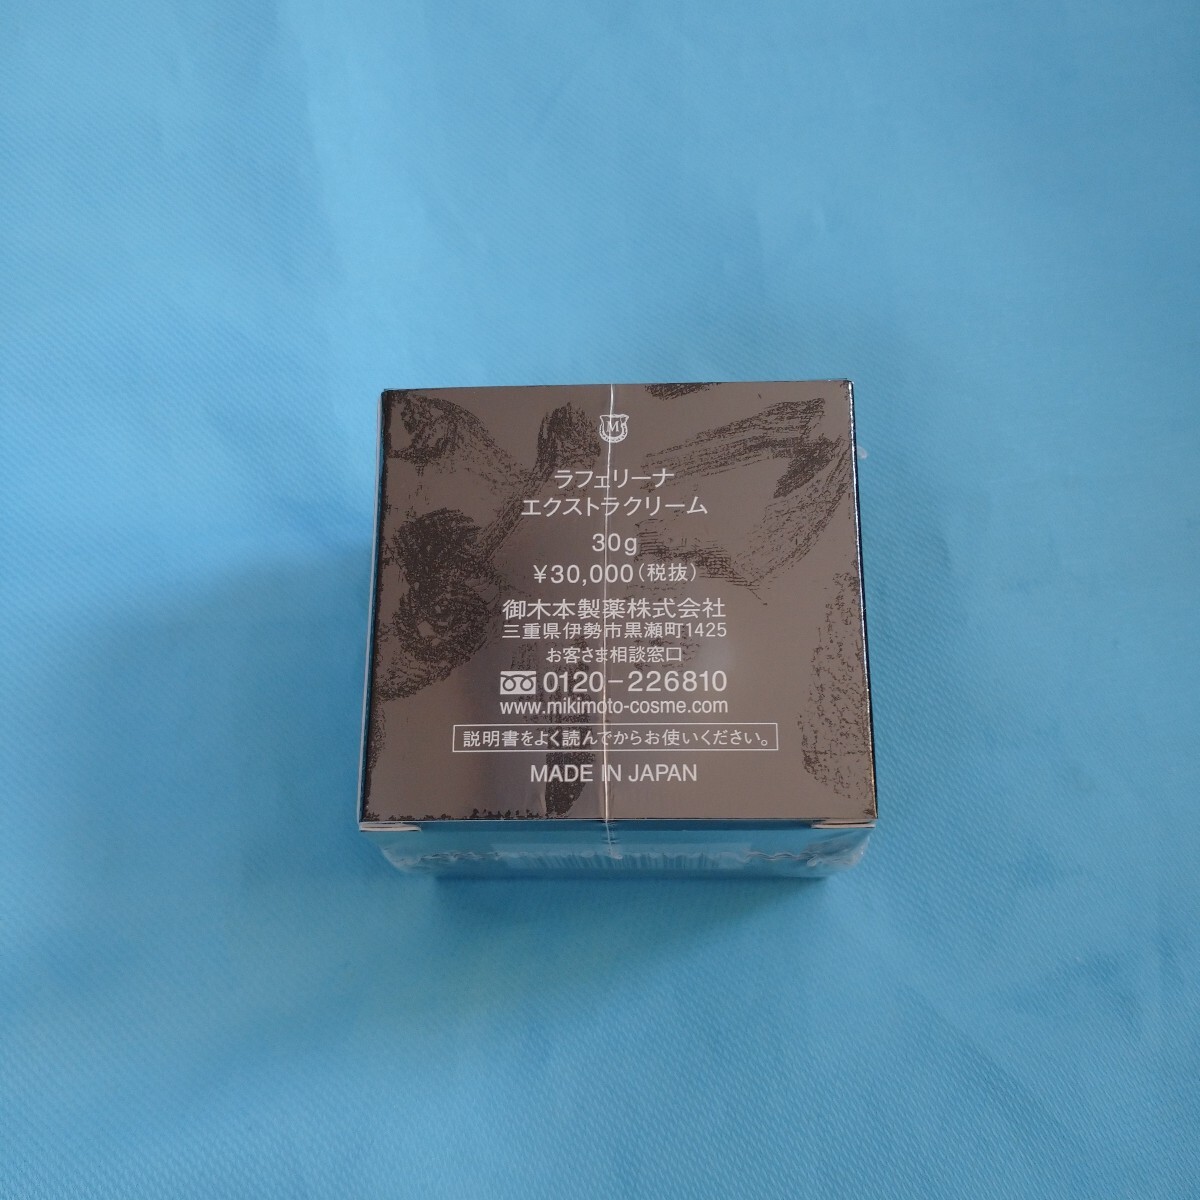 M
ラフェリーナ
エクストラクリーム
30g
¥30,000(税抜)
御木本製薬株式会社
三重県伊勢市黒瀬町1425
お客さま相談窓口
0120-226810
www.mikimoto-cosme.com
説明書をよく読んでからお使いください。
MADE IN JAPAN